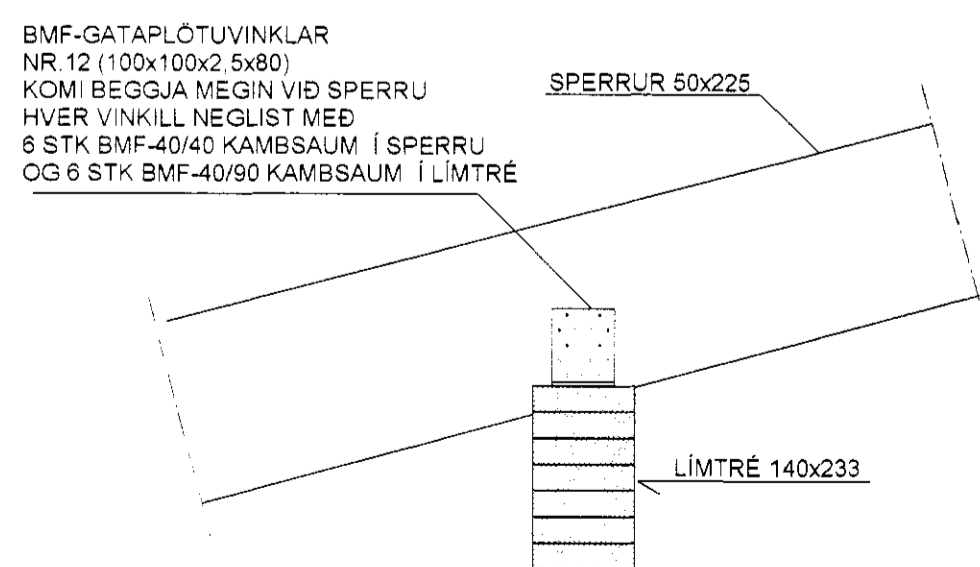 BMF-GATAPLÖTUVINKLAR
NR.12 (100x100x2,5x80)
KOMI BEGGJA MEGIN VIÐ SPERRU
HVER VINKILL NEGLIST MEÐ
6 STK BMF-40/40 KAMBSAUM Í SPERRU
OG 6 STK BMF-40/90 KAMBSAUM Í LÍMTRÉ
SPERRUR 50x225
LÍMTRÉ 140x233